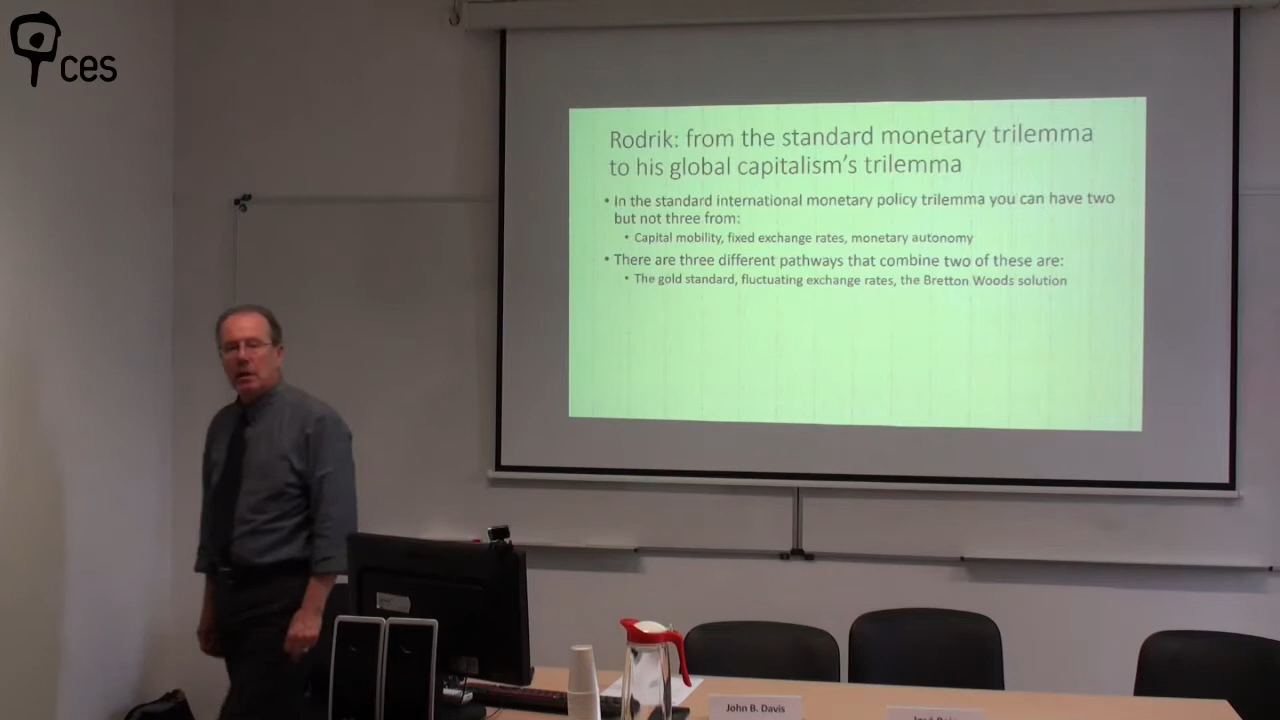 ces
Rodrik: from the standard monetary trilemma
to his global capitalism's trilemma
• In the standard international monetary policy trilemma you can have two
but not three from:
• Capital mobility, fixed exchange rates, monetary autonomy
• There are three different pathways that combine two of these are:
• The gold standard, fluctuating exchange rates, the Bretton Woods solution
John B. Davis